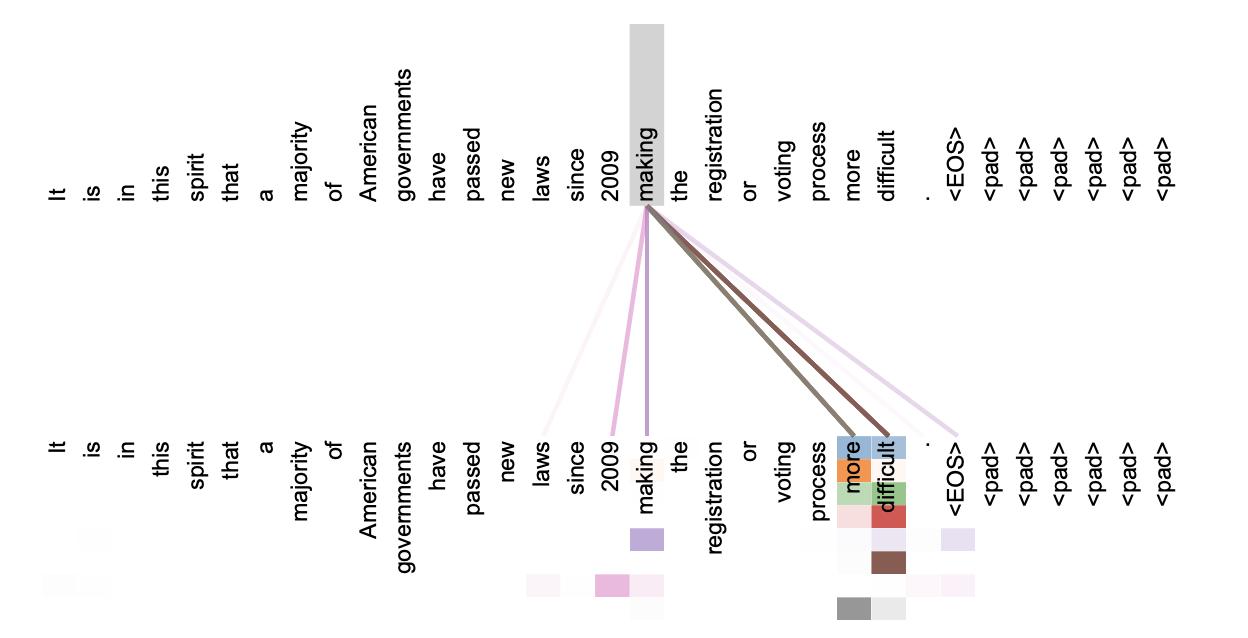 It is in this spirit that a majority of American governments have passed new laws since 2009 making the registration or voting process more difficult . <EOS> <pad> <pad> <pad> <pad> <pad> <pad>
It is in this spirit that a majority of American governments have passed new laws since 2009 making the registration or voting process more difficult . <EOS> <pad> <pad> <pad> <pad> <pad> <pad>